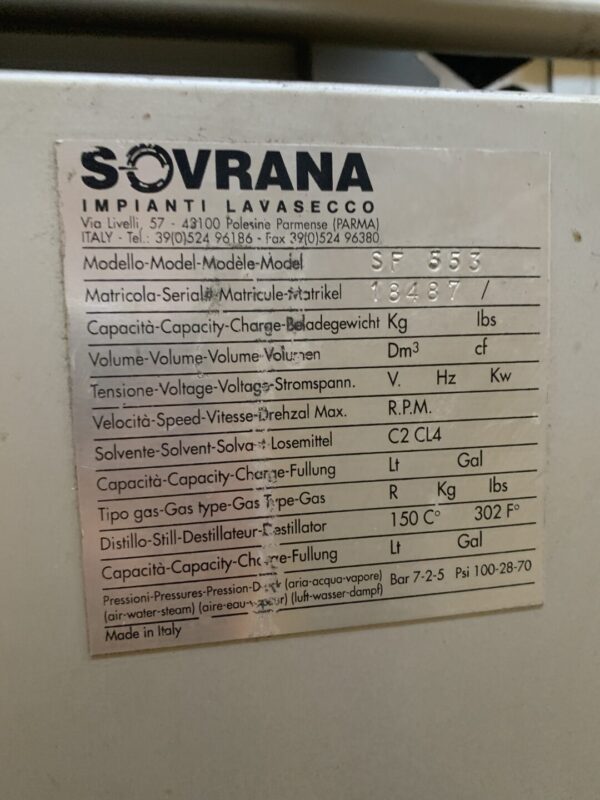 SOVRANA
IMPIANTI LAVASECCO
Via Livelli, 57 - 43100 Polesine Parmense (PARMA)
ITALY - Tel.: 39(0)524 96186 - Fax 39(0)524 96380
Modello-Model-Modèle-Model SF 553
Matricola-Serial#-Matricule-Matrikel 18487 /
Capacità-Capacity-Charge-Beladegewicht Kg lbs
Volume-Volume-Volume Volumen Dm³ cf
Tensione-Voltage-Voltage-Stromspann. V. Hz Kw
Velocità-Speed-Vitesse-Drehzal Max. R.P.M.
Solvente-Solvent-Solvant Losemittel C2 CL4
Capacità-Capacity-Charge-Fullung Lt Gal
Tipo gas-Gas type-Gas Type-Gas R Kg lbs
Distillo-Still-Destillateur-Destillator 150 C° 302 F°
Capacità-Capacity-Charge-Fullung Lt Gal
Pressioni-Pressures-Pression-Druck (aria-acqua-vapore) Bar 7-2-5 Psi 100-28-70
(air-water-steam) (aire-eau-vapeur) (luft-wasser-dampf)
Made in Italy